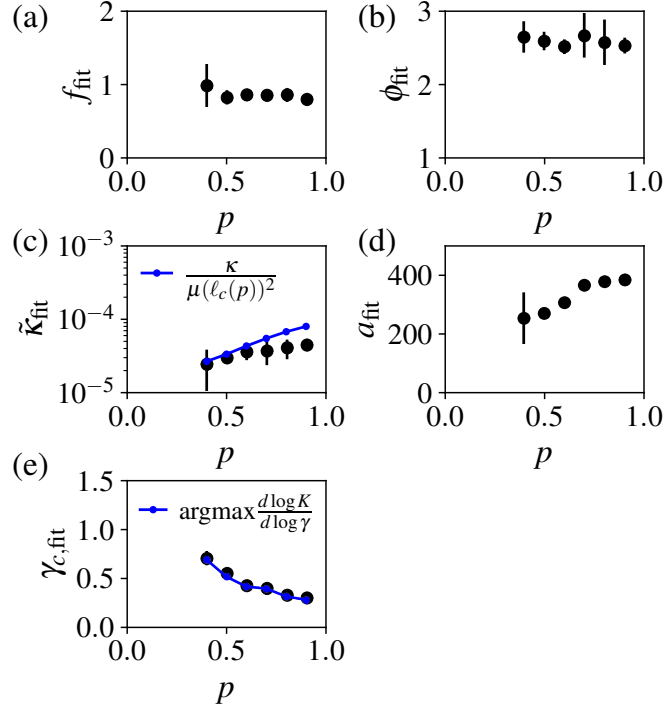 (a)
2
1
0
f_fit
0.0 0.5 1.0
p
(b)
3
2
1
ϕ_fit
0.0 0.5 1.0
p
(c)
10^−3
10^−4
10^−5
κ̃_fit
κ
μ(ℓ_c(p))^2
0.0 0.5 1.0
p
(d)
400
200
0
a_fit
0.0 0.5 1.0
p
(e)
1.5
1.0
0.5
0.0
γ_c,fit
argmax d log K / d log γ
0.0 0.5 1.0
p